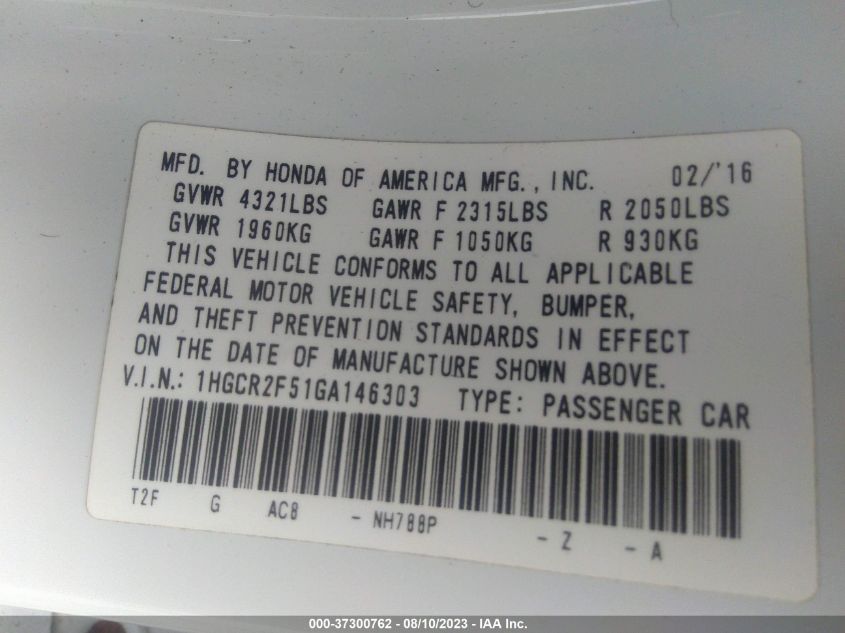 MFD. BY HONDA OF AMERICA MFG., INC. 02/'16
GVWR 4321LBS GAWR F 2315LBS R 2050LBS
GVWR 1960KG GAWR F 1050KG R 930KG
THIS VEHICLE CONFORMS TO ALL APPLICABLE
FEDERAL MOTOR VEHICLE SAFETY, BUMPER,
AND THEFT PREVENTION STANDARDS IN EFFECT
ON THE DATE OF MANUFACTURE SHOWN ABOVE.
V.I.N.: 1HGCR2F51GA146303 TYPE: PASSENGER CAR
T2F G AC8 - NH788P - Z - A
000-37300762 - 08/10/2023 - IAA Inc.